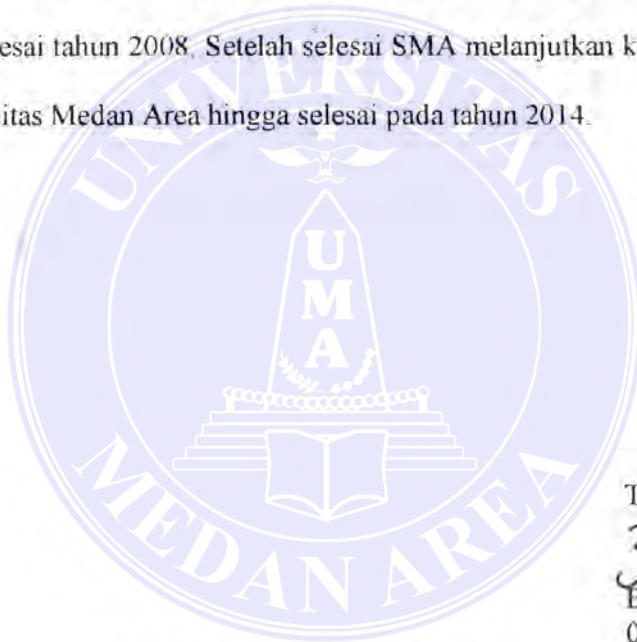 esai tahun 2008. Setelah selesai SMA melanjutkan k
itas Medan Area hingga selesai pada tahun 2014.
UNIVERSITAS
U
M
A
MEDAN AREA